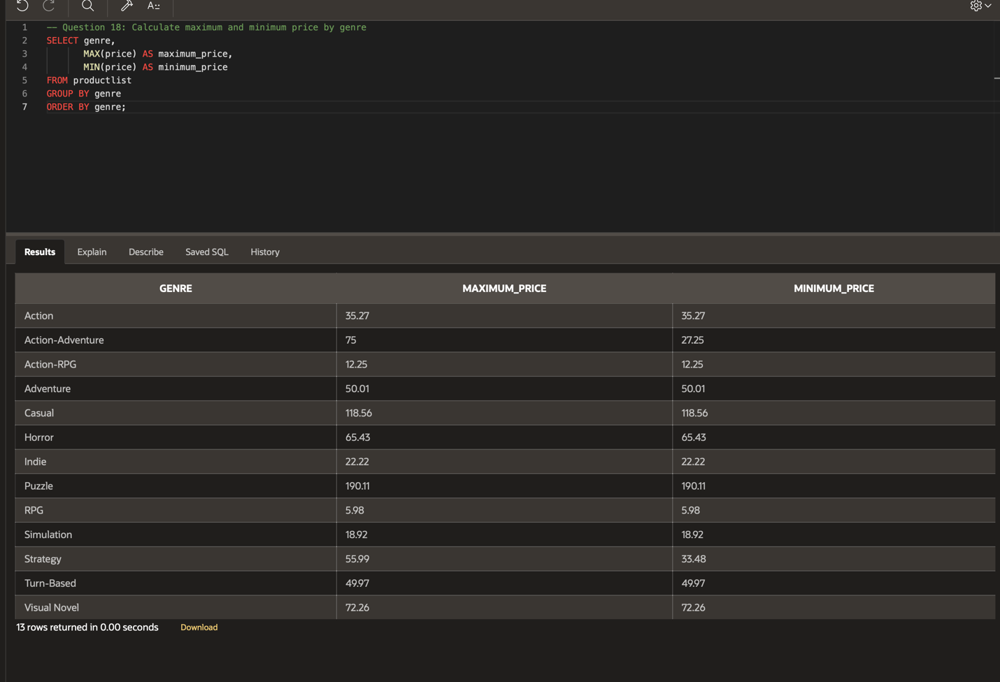 A::
1 -- Question 18: Calculate maximum and minimum price by genre
2 SELECT genre,
3 MAX(price) AS maximum_price,
4 MIN(price) AS minimum_price
5 FROM productlist
6 GROUP BY genre
7 ORDER BY genre;
Results Explain Describe Saved SQL History
GENRE MAXIMUM_PRICE MINIMUM_PRICE
Action 35.27 35.27
Action-Adventure 75 27.25
Action-RPG 12.25 12.25
Adventure 50.01 50.01
Casual 118.56 118.56
Horror 65.43 65.43
Indie 22.22 22.22
Puzzle 190.11 190.11
RPG 5.98 5.98
Simulation 18.92 18.92
Strategy 55.99 33.48
Turn-Based 49.97 49.97
Visual Novel 72.26 72.26
13 rows returned in 0.00 seconds Download